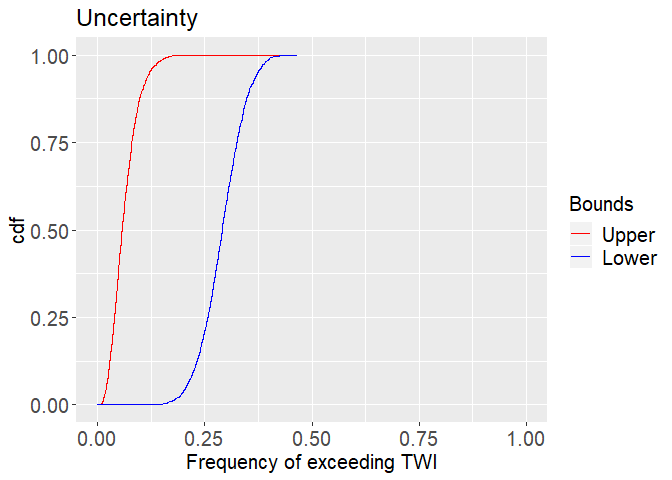 Uncertainty
cdf
1.00
0.75
0.50
0.25
0.00
0.00 0.25 0.50 0.75 1.00
Frequency of exceeding TWI
Bounds
Upper
Lower